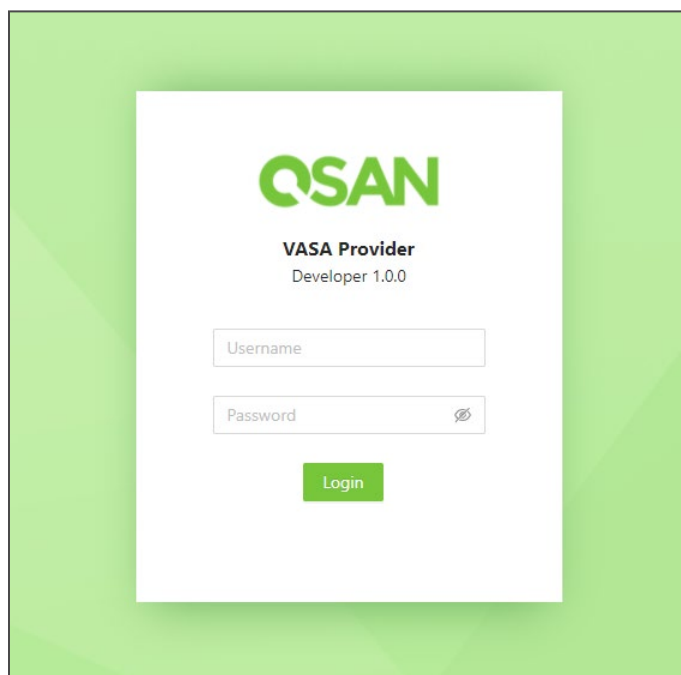 QSAN
VASA Provider
Developer 1.0.0
Username
Password
Login